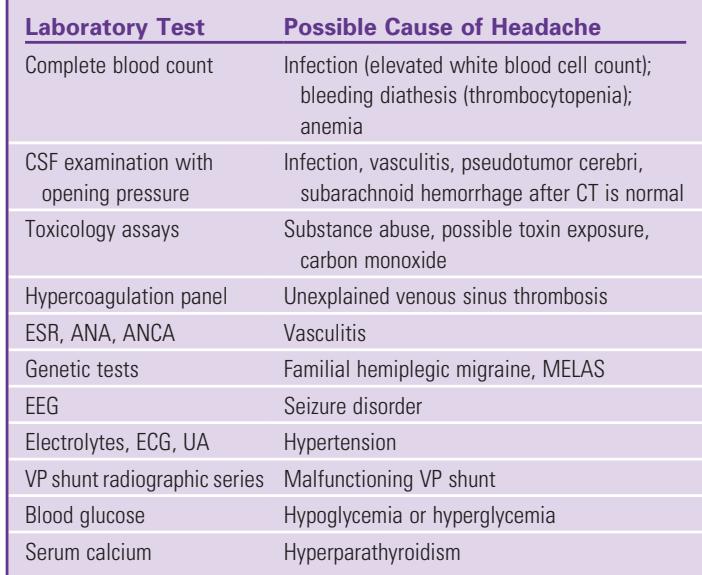 Laboratory Test Possible Cause of Headache
Complete blood count Infection (elevated white blood cell count);
bleeding diathesis (thrombocytopenia);
anemia
CSF examination with Infection, vasculitis, pseudotumor cerebri,
opening pressure subarachnoid hemorrhage after CT is normal
Toxicology assays Substance abuse, possible toxin exposure,
carbon monoxide
Hypercoagulation panel Unexplained venous sinus thrombosis
ESR, ANA, ANCA Vasculitis
Genetic tests Familial hemiplegic migraine, MELAS
EEG Seizure disorder
Electrolytes, ECG, UA Hypertension
VP shunt radiographic series Malfunctioning VP shunt
Blood glucose Hypoglycemia or hyperglycemia
Serum calcium Hyperparathyroidism